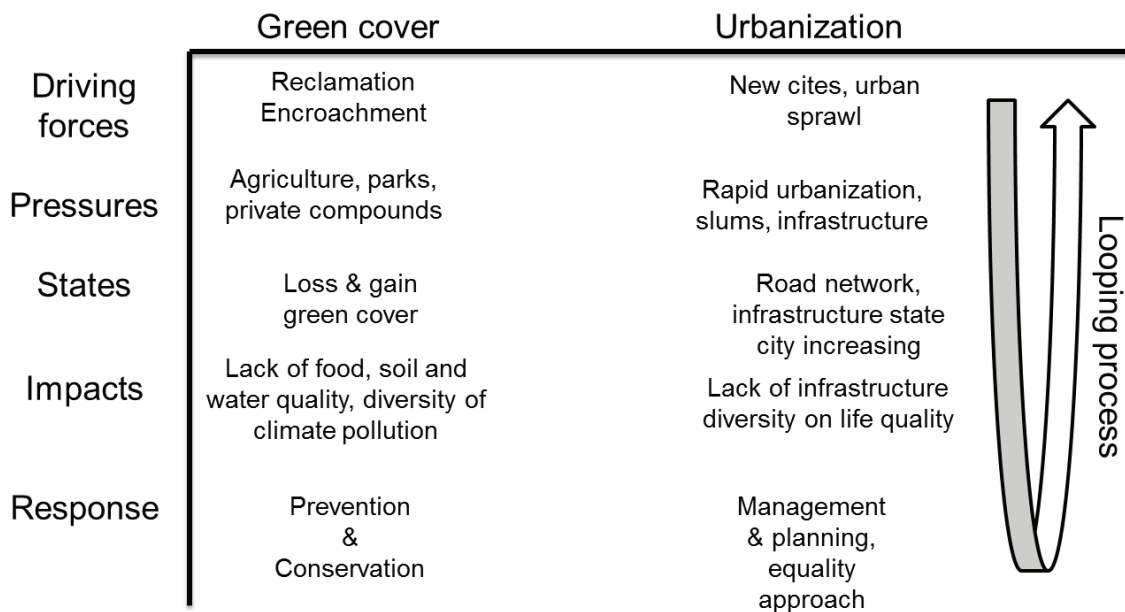 Green cover
Urbanization
Driving
forces
Reclamation
Encroachment
New cites, urban
sprawl
Pressures
Agriculture, parks,
private compounds
Rapid urbanization,
slums, infrastructure
States
Loss & gain
green cover
Road network,
infrastructure state
city increasing
Impacts
Lack of food, soil and
water quality, diversity of
climate pollution
Lack of infrastructure
diversity on life quality
Response
Prevention
&
Conservation
Management
& planning,
equality
approach
Looping process